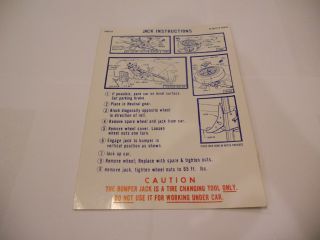 JACK INSTRUCTIONS
1 If possible, park car on level surface
Set parking brake
2 Place in Neutral gear.
3 Block diagonally opposite wheel
in direction of roll.
4 Remove spare wheel and jack from car.
5 Remove wheel cover. Loosen
wheel nuts one turn.
6 Engage jack to bumper in
vertical position as shown.
7 Jack up car.
8 Remove wheel; Replace with spare & tighten nuts.
9 Remove jack, tighten wheel nuts to 65 ft. lbs.
CAUTION
THE BUMPER JACK IS A TIRE CHANGING TOOL ONLY.
DO NOT USE IT FOR WORKING UNDER CAR.